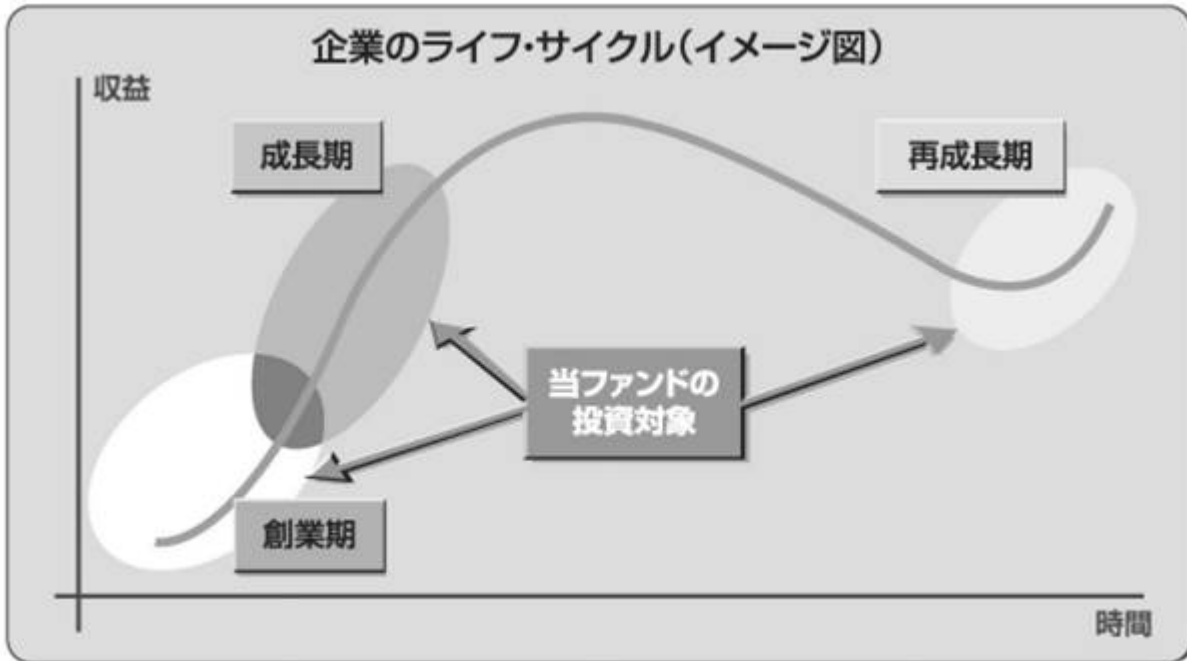 企業のライフ・サイクル(イメージ図)
収益
成長期
再成長期
当ファンドの
投資対象
創業期
時間